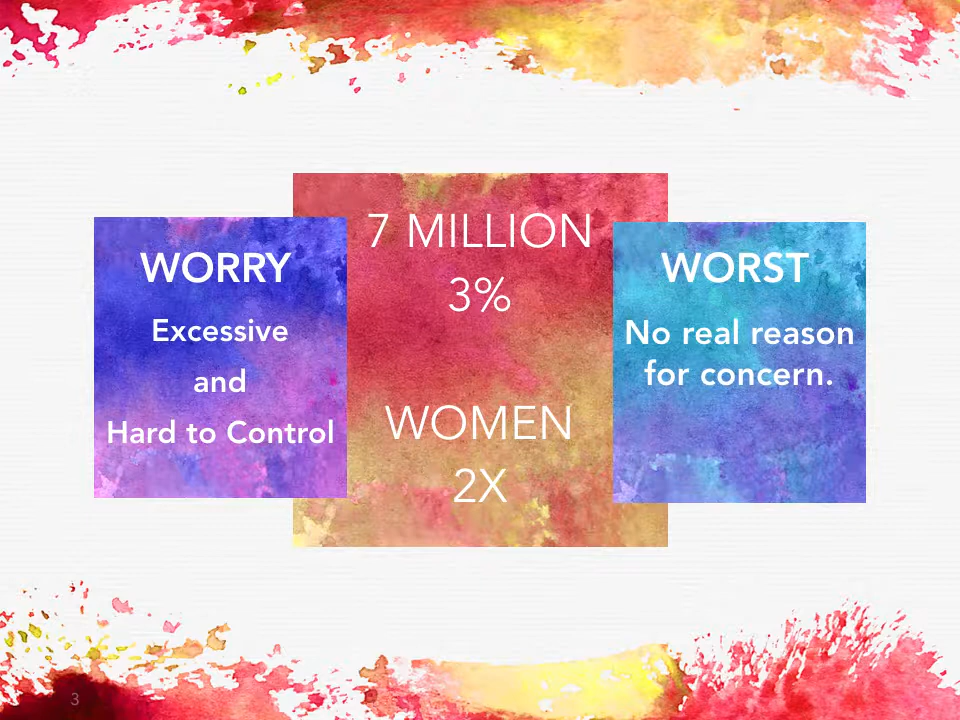 WORRY
Excessive
and
Hard to Control
7 MILLION
3%
WOMEN
2X
WORST
No real reason
for concern.
3